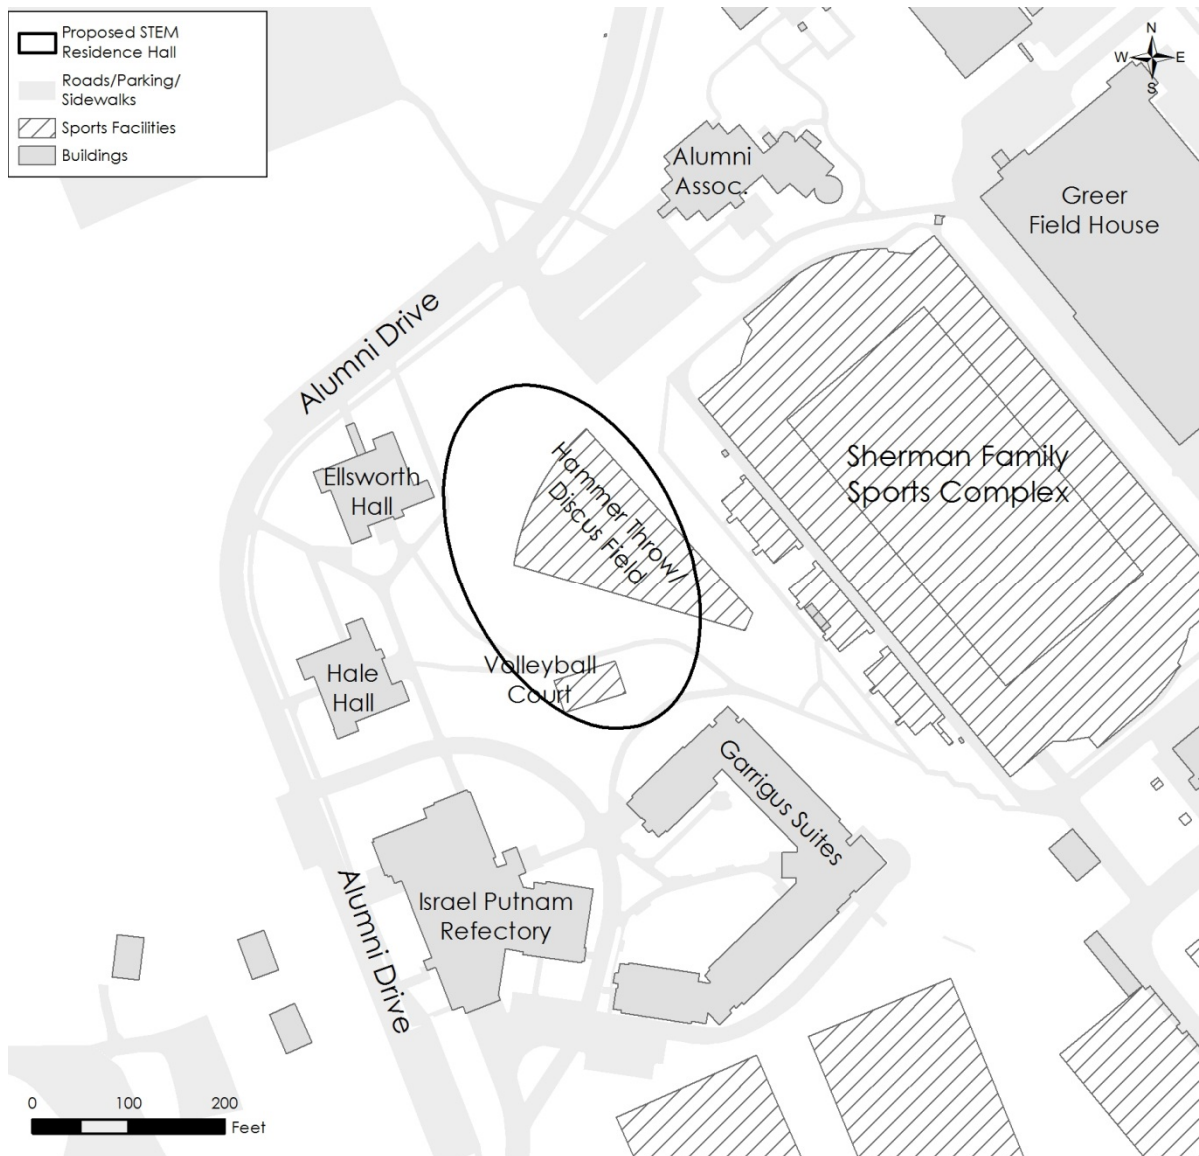 Proposed STEM
Residence Hall
Roads/Parking/
Sidewalks
Sports Facilities
Buildings
N
W E
S
Alumni
Assoc.
Greer
Field House
Alumni Drive
Sherman Family
Sports Complex
Ellsworth
Hall
Hammer Throw/
Discus Field
Hale
Hall
Volleyball
Court
Garrigus Suites
Israel Putnam
Refectory
Alumni Drive
0 100 200
Feet